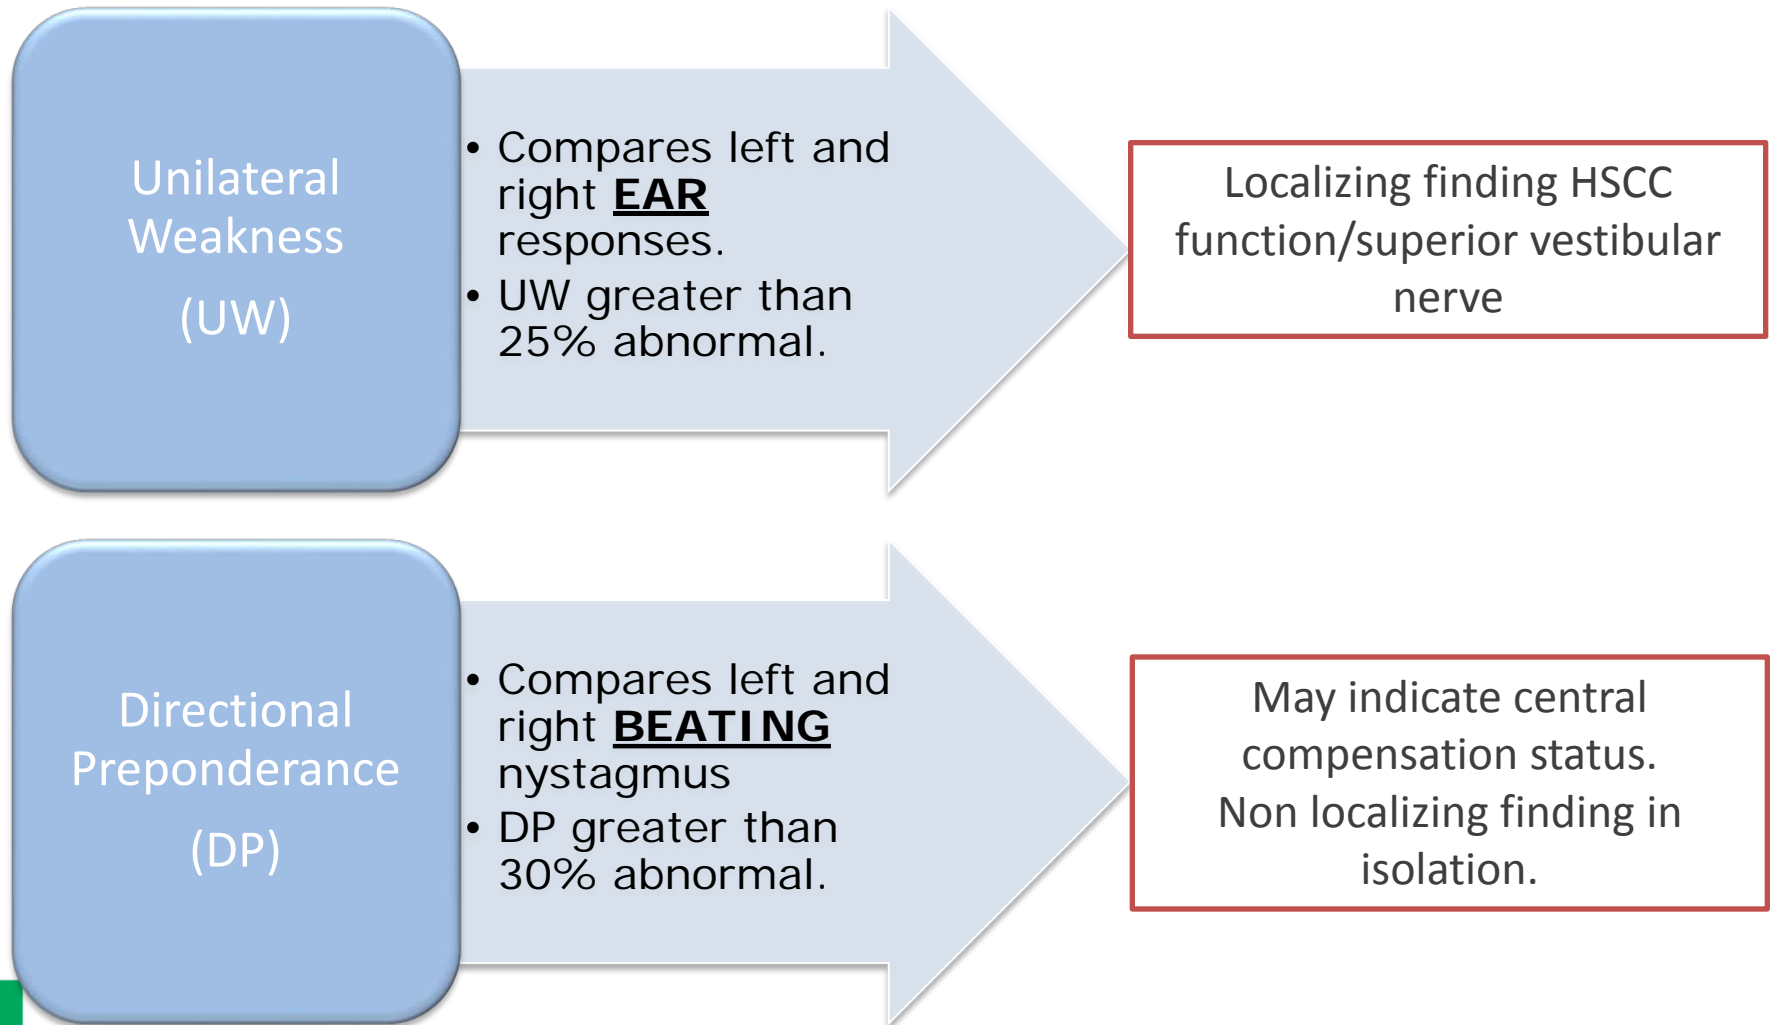 Unilateral
Weakness
(UW)
• Compares left and
right EAR
responses.
• UW greater than
25% abnormal.
Localizing finding HSCC
function/superior vestibular
nerve
Directional
Preponderance
(DP)
• Compares left and
right BEATING
nystagmus
• DP greater than
30% abnormal.
May indicate central
compensation status.
Non localizing finding in
isolation.